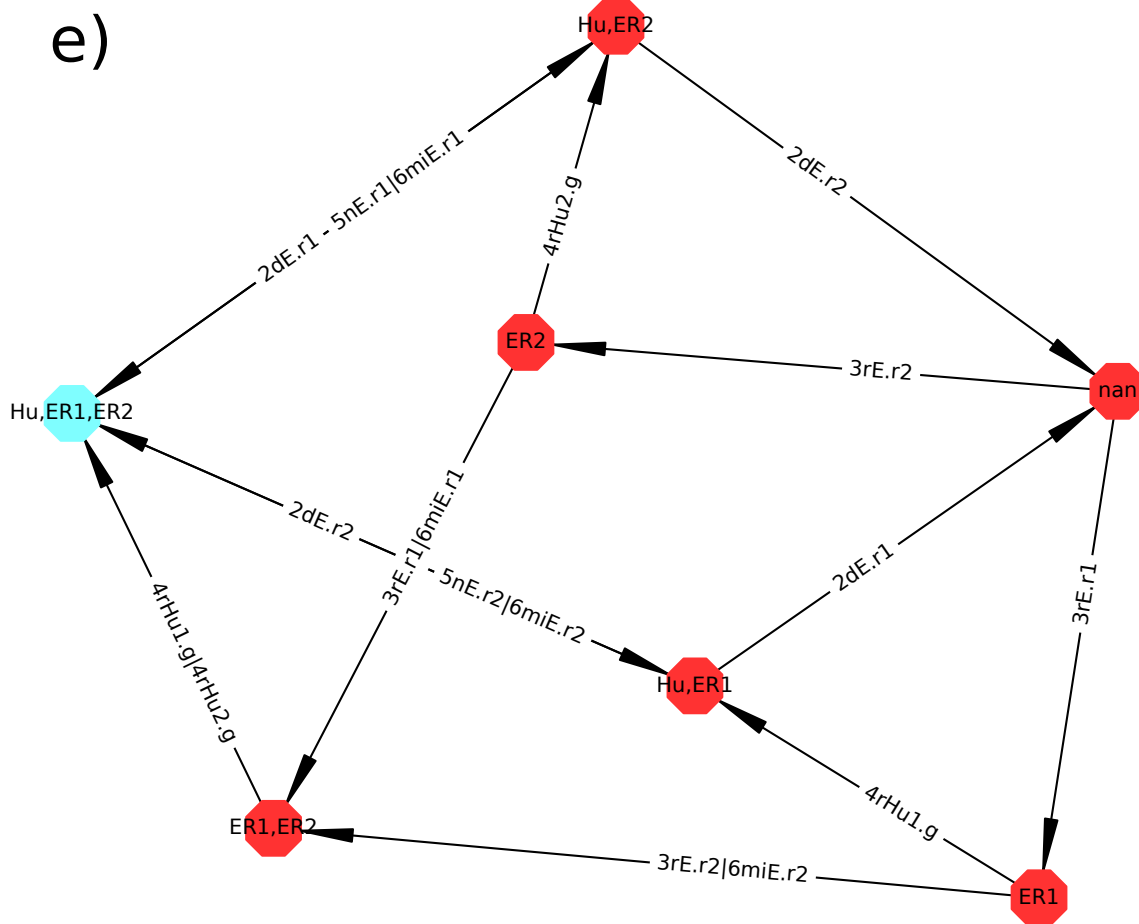 e)
Hu,ER2
2dE.r1 - 5nE.r1|6miE.r1
2dE.r2
4rHu2.g
ER2
3rE.r2
nan
Hu,ER1,ER2
2dE.r2 - 5nE.r2|6miE.r2
3rE.r1|6miE.r1
2dE.r1
3rE.r1
4rHu1.g|4rHu2.g
Hu,ER1
4rHu1.g
ER1,ER2
3rE.r2|6miE.r2
ER1